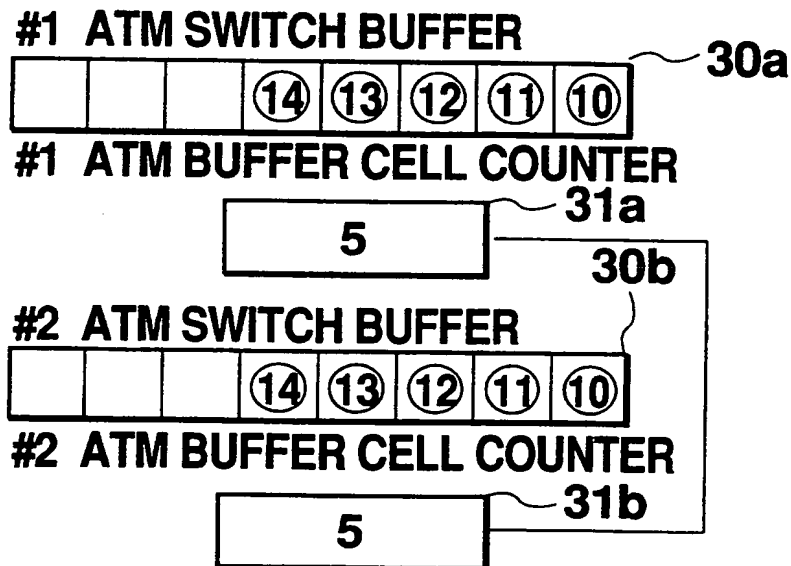 #1 ATM SWITCH BUFFER
30a
⑭ ⑬ ⑫ ⑪ ⑩
#1 ATM BUFFER CELL COUNTER
31a
5
30b
#2 ATM SWITCH BUFFER
⑭ ⑬ ⑫ ⑪ ⑩
#2 ATM BUFFER CELL COUNTER
31b
5